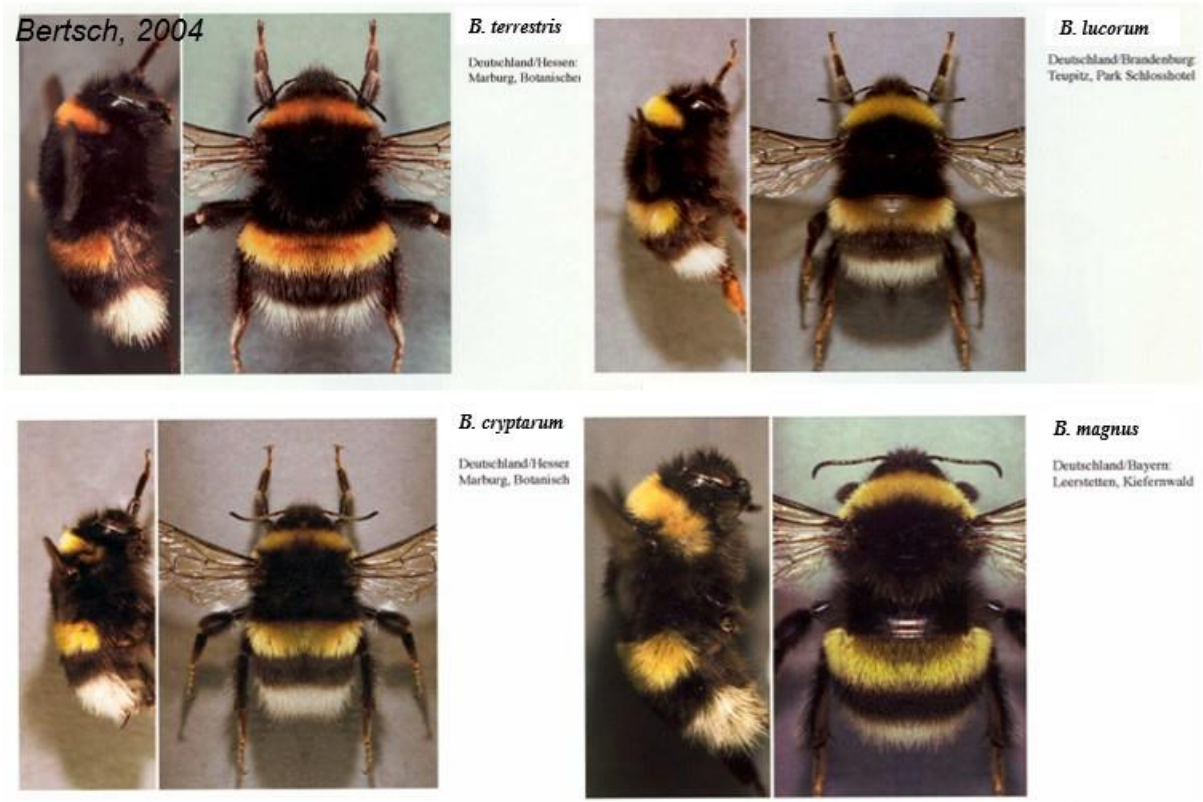 Bertsch, 2004
B. terrestris
Deutschland/Hessen:
Marburg, Botanischer
B. lucorum
Deutschland/Brandenburg:
Teupitz, Park Schlosshotel
B. cryptarum
Deutschland/Hessen
Marburg, Botanisch
B. magnus
Deutschland/Bayern:
Leerstetten, Kiefernwald